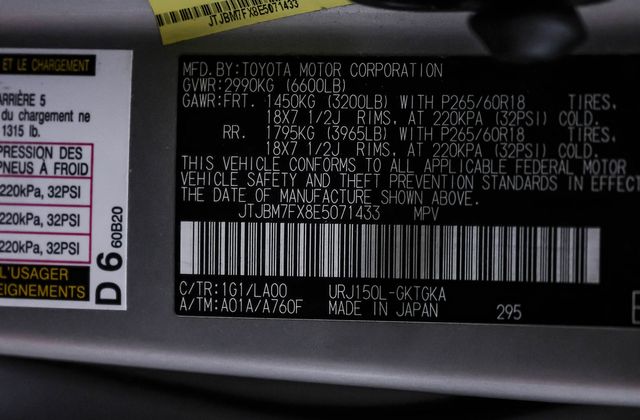 JTJBM7FX8E5071433
ET LE CHARGEMENT
ARRIÈRE 5
du chargement ne
1315 lb.
PRESSION DES
PNEUS À FROID
220kPa, 32PSI
220kPa, 32PSI
220kPa, 32PSI
L'USAGER
EIGNEMENTS
D6 60B20
MFD. BY: TOYOTA MOTOR CORPORATION
GVWR: 2990KG (6600LB)
GAWR: FRT. 1450KG (3200LB) WITH P265/60R18 TIRES,
18X7 1/2J RIMS, AT 220KPA (32PSI) COLD.
RR. 1795KG (3965LB) WITH P265/60R18 TIRES,
18X7 1/2J RIMS, AT 220KPA (32PSI) COLD.
THIS VEHICLE CONFORMS TO ALL APPLICABLE FEDERAL MOTOR
VEHICLE SAFETY AND THEFT PREVENTION STANDARDS IN EFFECT
THE DATE OF MANUFACTURE SHOWN ABOVE.
JTJBM7FX8E5071433 MPV
C/TR: 1G1/LA00 URJ150L-GKTGKA
A/TM: A01A/A760F MADE IN JAPAN 295